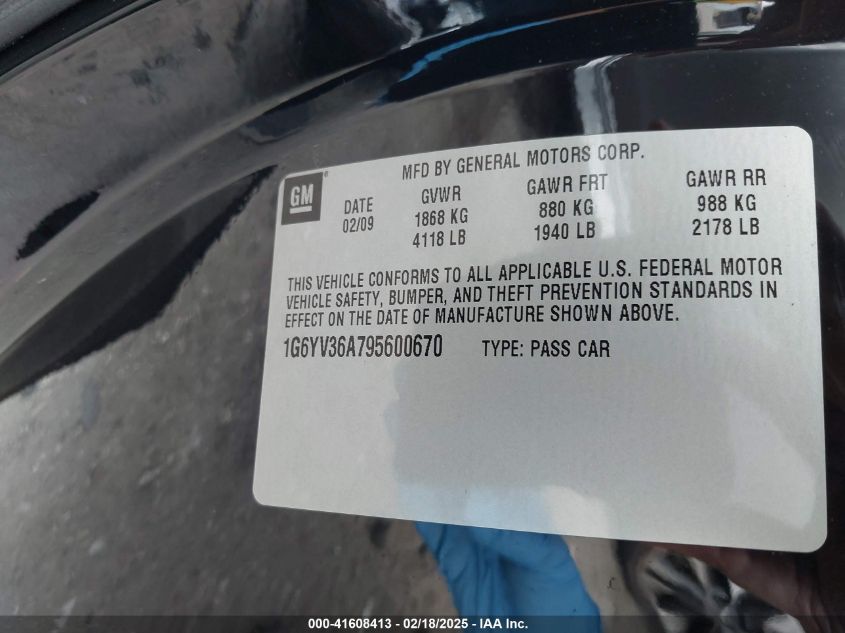 MFD BY GENERAL MOTORS CORP.
GM
DATE GVWR GAWR FRT GAWR RR
02/09 1868 KG 880 KG 988 KG
4118 LB 1940 LB 2178 LB
THIS VEHICLE CONFORMS TO ALL APPLICABLE U.S. FEDERAL MOTOR
VEHICLE SAFETY, BUMPER, AND THEFT PREVENTION STANDARDS IN
EFFECT ON THE DATE OF MANUFACTURE SHOWN ABOVE.
1G6YV36A795600670 TYPE: PASS CAR
000-41608413 - 02/18/2025 - IAAI.com